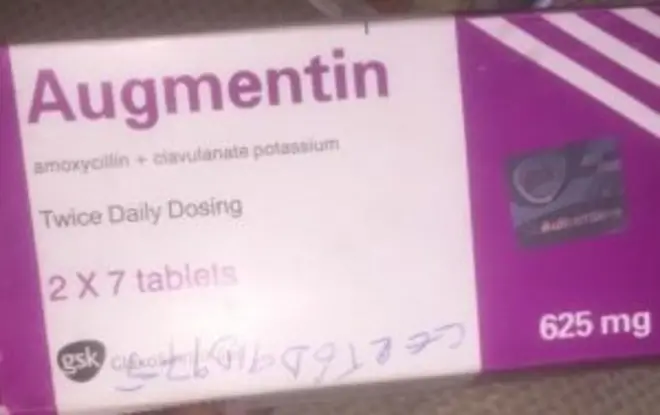 Augmentin
amoxycillin + clavulanate potassium
Twice Daily Dosing
2 X 7 tablets
gsk
625 mg